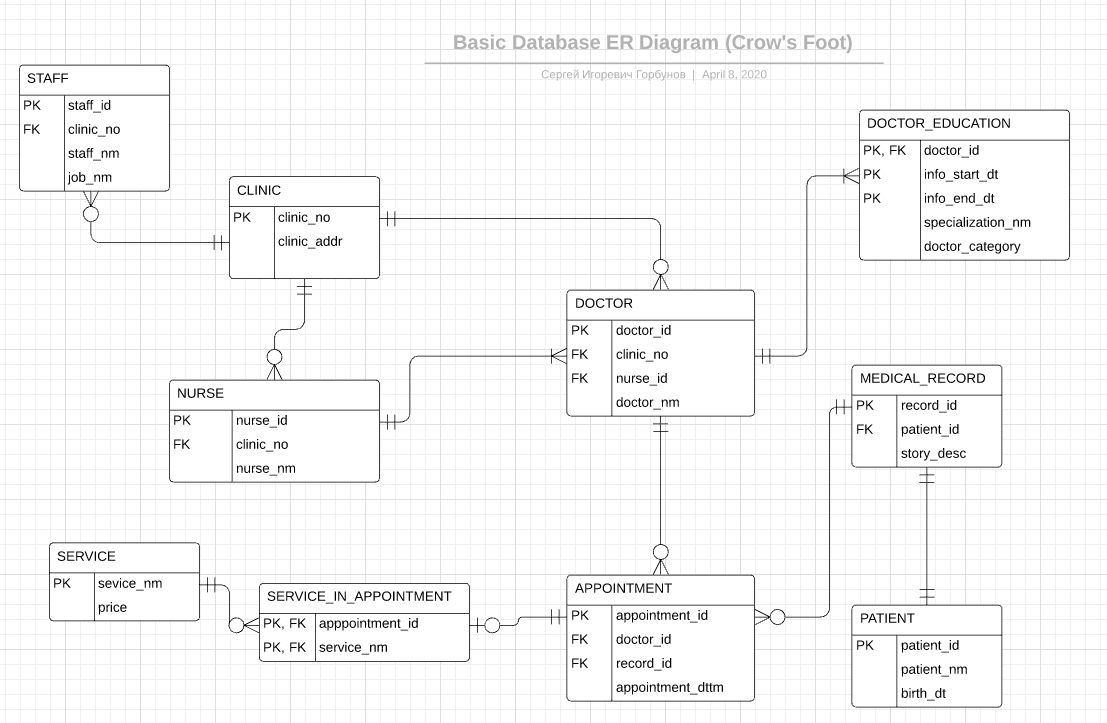 Basic Database ER Diagram (Crow's Foot)
Сергей Игоревич Горбунов | April 8, 2020
STAFF
PK staff_id
FK clinic_no
staff_nm
job_nm
CLINIC
PK clinic_no
clinic_addr
DOCTOR_EDUCATION
PK, FK doctor_id
PK info_start_dt
PK info_end_dt
specialization_nm
doctor_category
DOCTOR
PK doctor_id
FK clinic_no
FK nurse_id
doctor_nm
NURSE
PK nurse_id
FK clinic_no
nurse_nm
MEDICAL_RECORD
PK record_id
FK patient_id
story_desc
SERVICE
PK sevice_nm
price
SERVICE_IN_APPOINTMENT
PK, FK apppointment_id
PK, FK service_nm
APPOINTMENT
PK appointment_id
FK doctor_id
FK record_id
appointment_dttm
PATIENT
PK patient_id
patient_nm
birth_dt